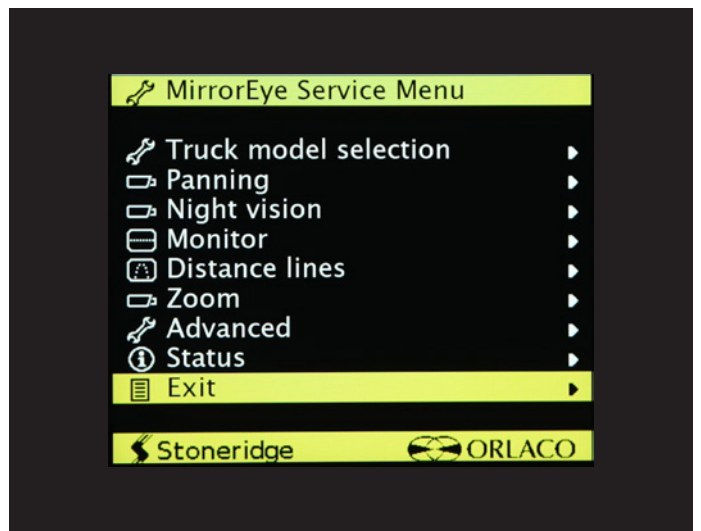 MirrorEye Service Menu
Truck model selection
Panning
Night vision
Monitor
Distance lines
Zoom
Advanced
Status
Exit
Stoneridge ORLACO